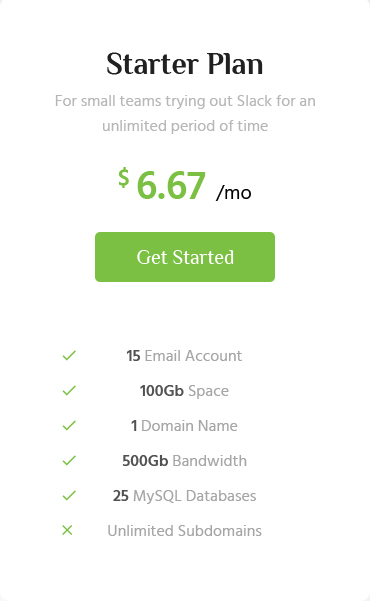 Starter Plan
For small teams trying out Slack for an
unlimited period of time
$ 6.67 /mo
Get Started
15 Email Account
100Gb Space
1 Domain Name
500Gb Bandwidth
25 MySQL Databases
Unlimited Subdomains